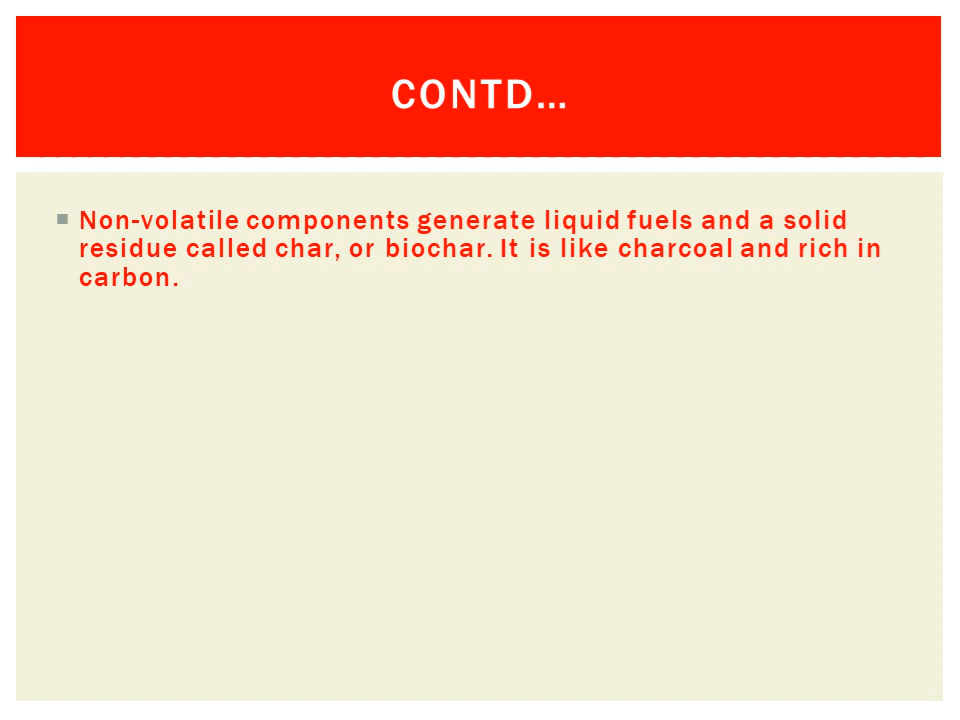 CONTD…
Non-volatile components generate liquid fuels and a solid
residue called char, or biochar. It is like charcoal and rich in
carbon.